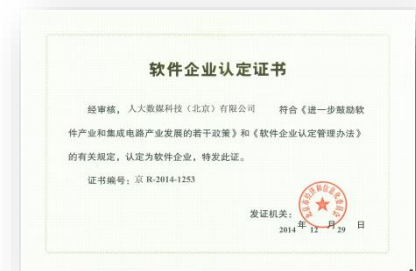 软件企业认定证书
经审核，人大数媒科技（北京）有限公司 符合《进一步鼓励软
件产业和集成电路产业发展的若干政策》和《软件企业认定管理办法》
的有关规定，认定为软件企业，特发此证。
证书编号：京 R-2014-1253
发证机关：
2014 年 12 月 29 日